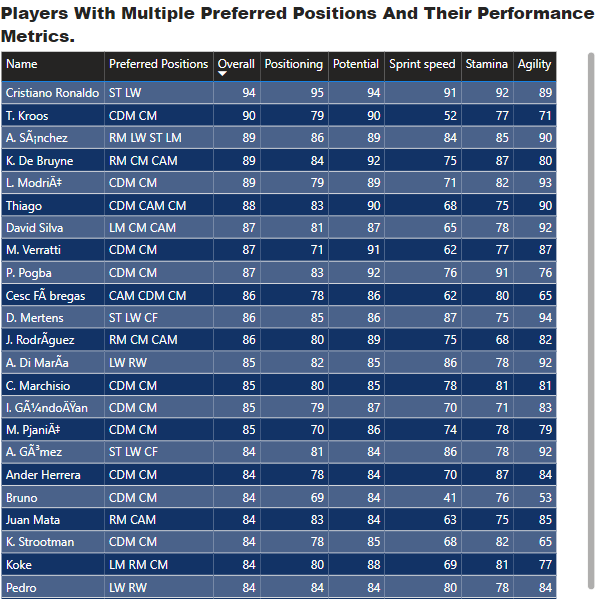 Players With Multiple Preferred Positions And Their Performance
Metrics.
Name Preferred Positions Overall Positioning Potential Sprint speed Stamina Agility
Cristiano Ronaldo ST LW 94 95 94 91 92 89
T. Kroos CDM CM 90 79 90 52 77 71
A. SÃ¡nchez RM LW ST LM 89 86 89 84 85 90
K. De Bruyne RM CM CAM 89 84 92 75 87 80
L. ModriÄ‡ CDM CM 89 79 89 71 82 93
Thiago CDM CAM CM 88 83 90 68 75 90
David Silva LM CM CAM 87 81 87 65 78 92
M. Verratti CDM CM 87 71 91 62 77 87
P. Pogba CDM CM 87 83 92 76 91 76
Cesc FÃ bregas CAM CDM CM 86 78 86 62 80 65
D. Mertens ST LW CF 86 85 86 87 75 94
J. RodrÃ­guez RM CM CAM 86 80 89 75 68 82
A. Di MarÃ­a LW RW 85 82 85 86 78 92
C. Marchisio CDM CM 85 80 85 78 81 81
I. GÃ¼ndoÄŸan CDM CM 85 79 87 70 71 83
M. PjaniÄ‡ CDM CM 85 70 86 74 78 79
A. GÃ³mez ST LW CF 84 81 84 86 78 92
Ander Herrera CDM CM 84 78 84 70 87 84
Bruno CDM CM 84 69 84 41 76 53
Juan Mata RM CAM 84 83 84 63 75 85
K. Strootman CDM CM 84 78 85 68 82 65
Koke LM RM CM 84 80 88 69 81 77
Pedro LW RW 84 84 84 80 78 84